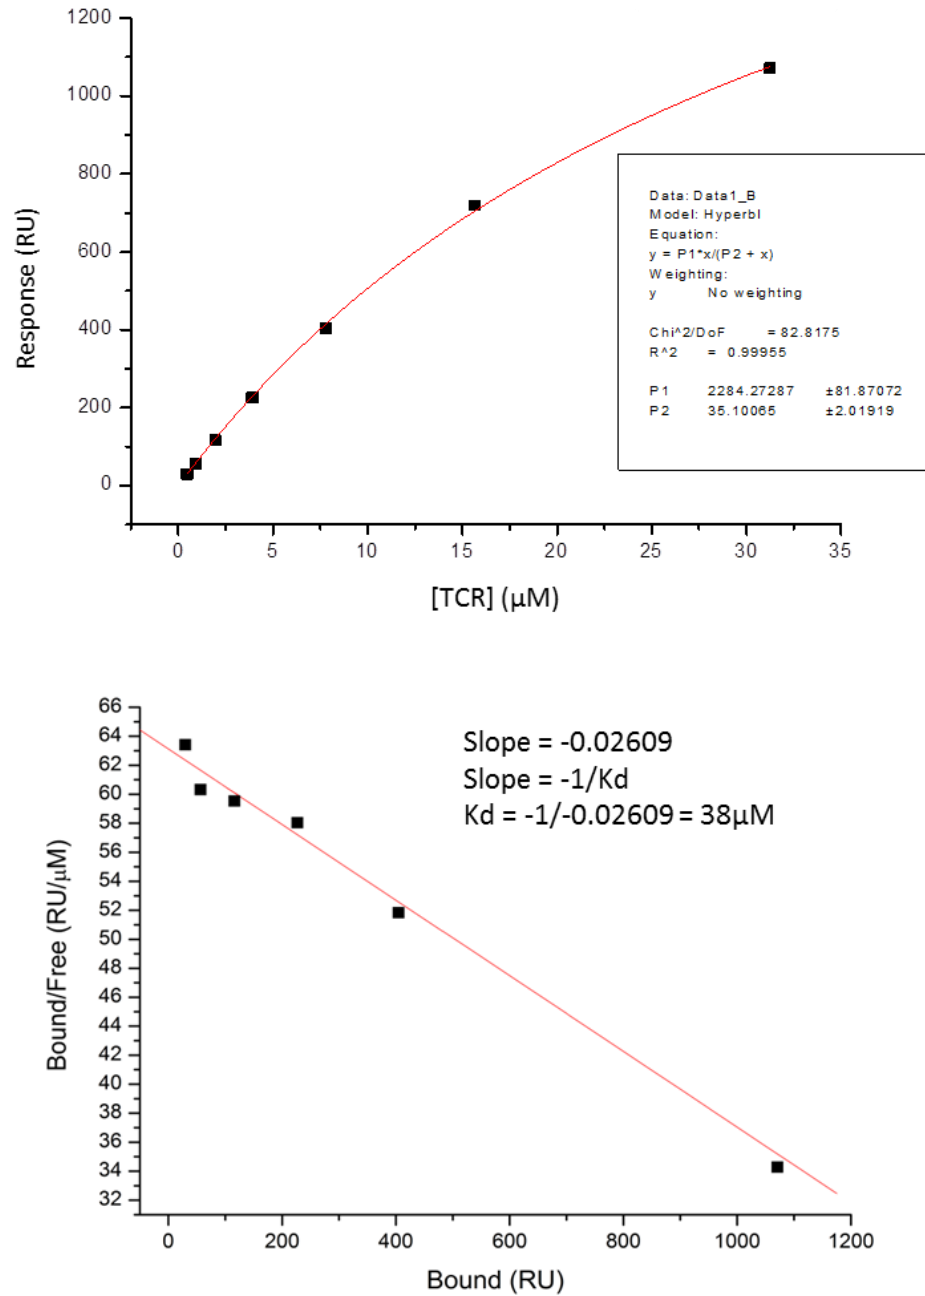 1200
1000
800
600
400
200
0
Response (RU)
0 5 10 15 20 25 30 35
[TCR] (μM)
Data: Data1_B
Model: Hyperbl
Equation:
y = P1*x/(P2 + x)
Weighting:
y No weighting
Chi^2/DoF = 82.8175
R^2 = 0.99955
P1 2284.27287 ±81.87072
P2 35.10065 ±2.01919
66
64
62
60
58
56
54
52
50
48
46
44
42
40
38
36
34
32
Bound/Free (RU/μM)
Slope = -0.02609
Slope = -1/Kd
Kd = -1/-0.02609 = 38μM
0 200 400 600 800 1000 1200
Bound (RU)